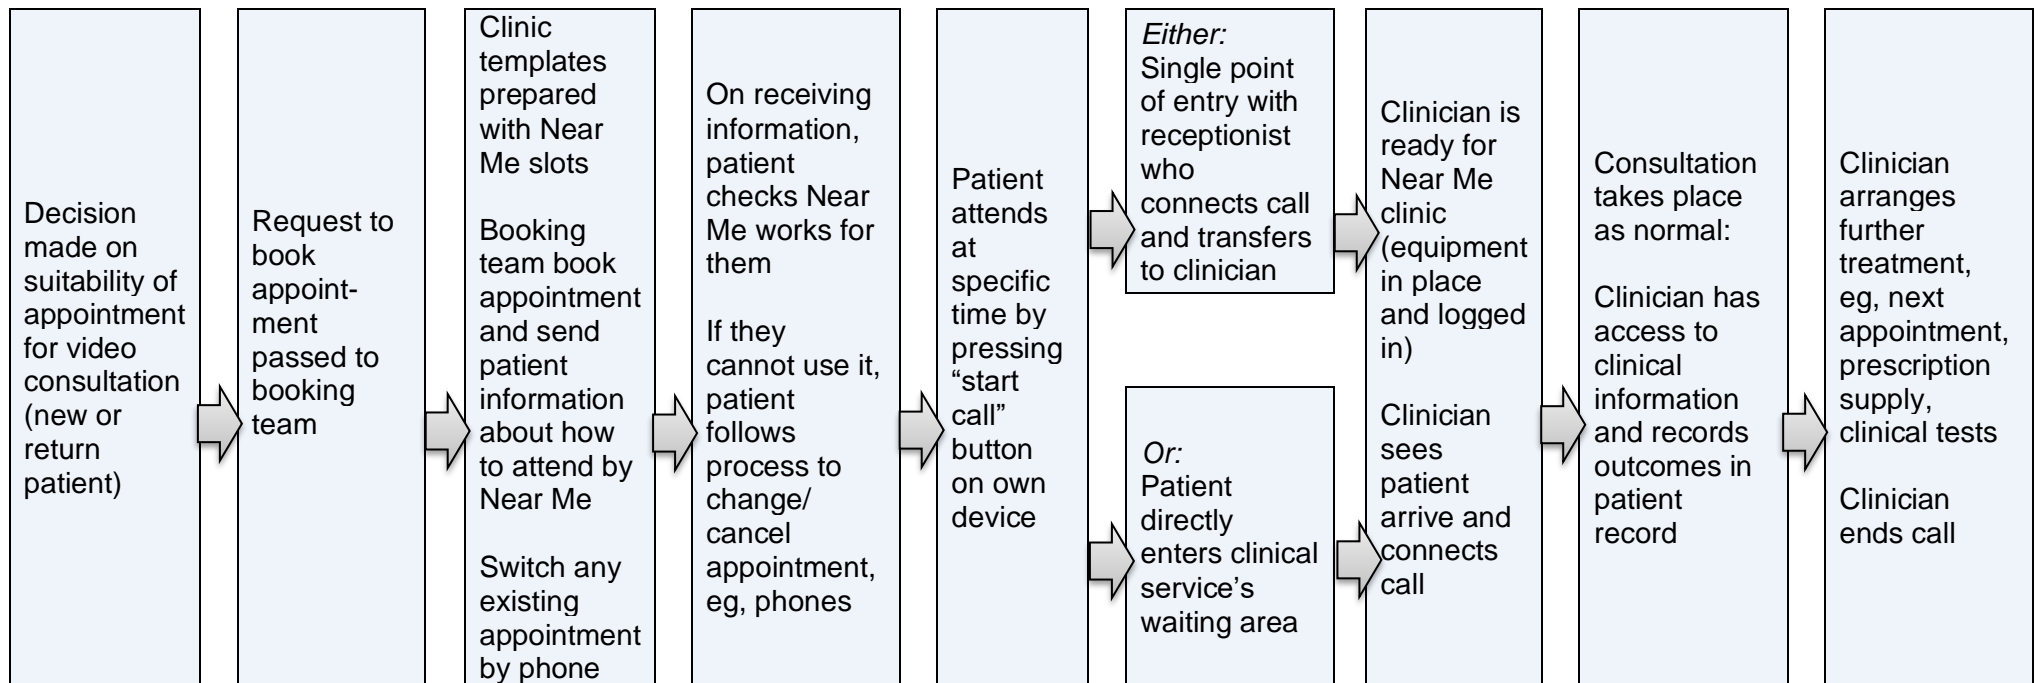 Decision
made on
suitability of
appointment
for video
consultation
(new or
return
patient)
Request to
book
appoint-
ment
passed to
booking
team
Clinic
templates
prepared
with Near
Me slots
Booking
team book
appointment
and send
patient
information
about how
to attend by
Near Me
Switch any
existing
appointment
by phone
On receiving
information,
patient
checks Near
Me works for
them
If they
cannot use it,
patient
follows
process to
change/
cancel
appointment,
eg, phones
Patient
attends
at
specific
time by
pressing
“start
call”
button
on own
device
Either:
Single point
of entry with
receptionist
who
connects call
and transfers
to clinician
Or:
Patient
directly
enters clinical
service’s
waiting area
Clinician is
ready for
Near Me
clinic
(equipment
in place
and logged
in)
Clinician
sees
patient
arrive and
connects
call
Consultation
takes place
as normal:
Clinician has
access to
clinical
information
and records
outcomes in
patient
record
Clinician
arranges
further
treatment,
eg, next
appointment,
prescription
supply,
clinical tests
Clinician
ends call